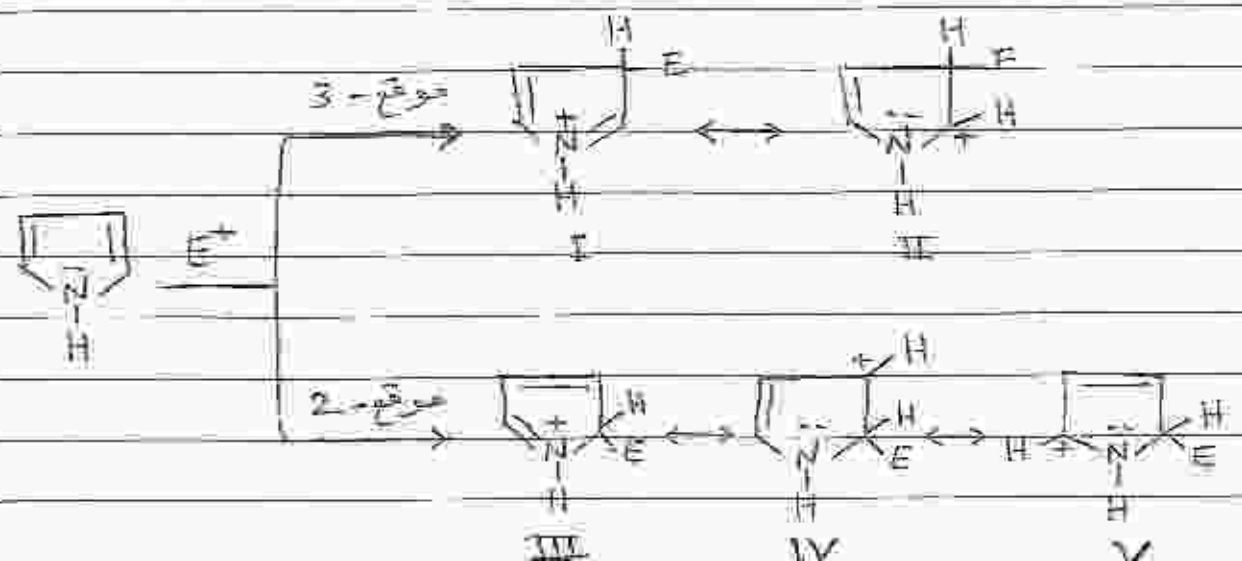 H H
E E
موقع - 3
+ .. H
N N +
H H
I II
E+
N
H
+ H
موقع - 2
+ H .. H .. H
N E N E H + N E
H H H
III IV V